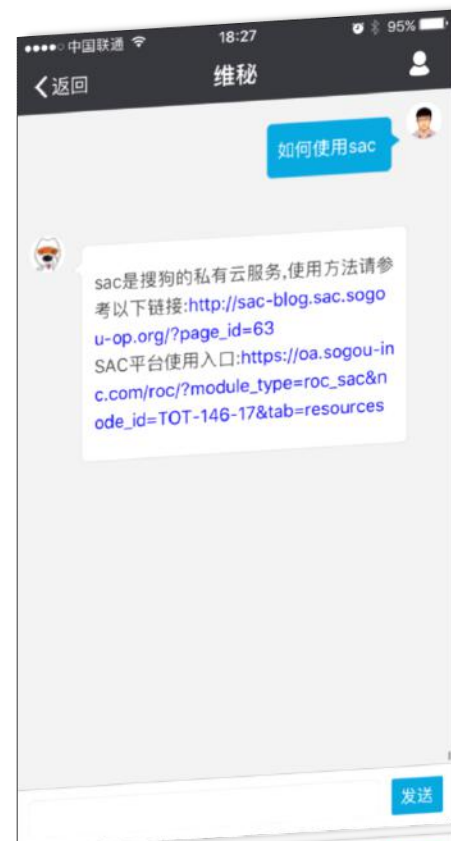 中国联通
18:27
95%
返回
维秘
如何使用sac
sac是搜狗的私有云服务,使用方法请参
考以下链接:http://sac-blog.sac.sogo
u-op.org/?page_id=63
SAC平台使用入口:https://oa.sogou-in
c.com/roc/?module_type=roc_sac&n
ode_id=TOT-146-17&tab=resources
发送